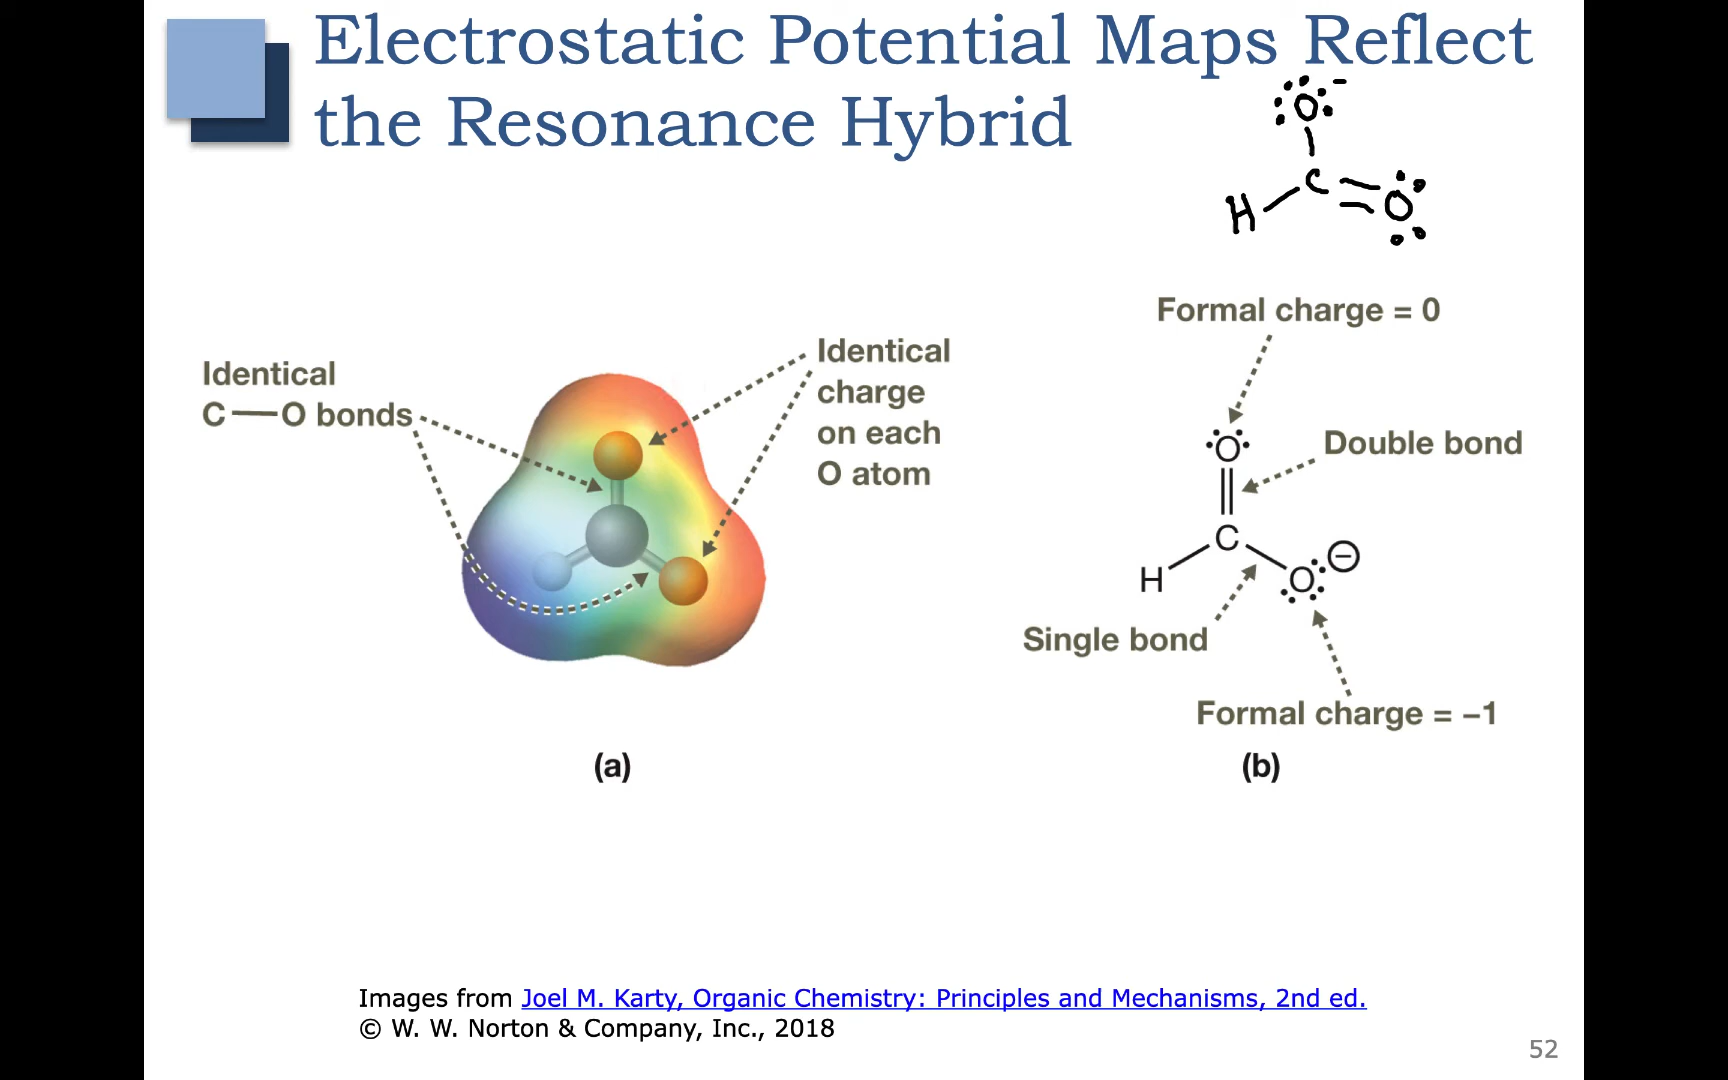 Electrostatic Potential Maps Reflect
the Resonance Hybrid
O -
C
H
O
Formal charge = 0
Identical
C—O bonds
Identical
charge
on each
O atom
O
Double bond
C
H
O −
Single bond
Formal charge = −1
(a)
(b)
Images from Joel M. Karty, Organic Chemistry: Principles and Mechanisms, 2nd ed.
© W. W. Norton & Company, Inc., 2018
52